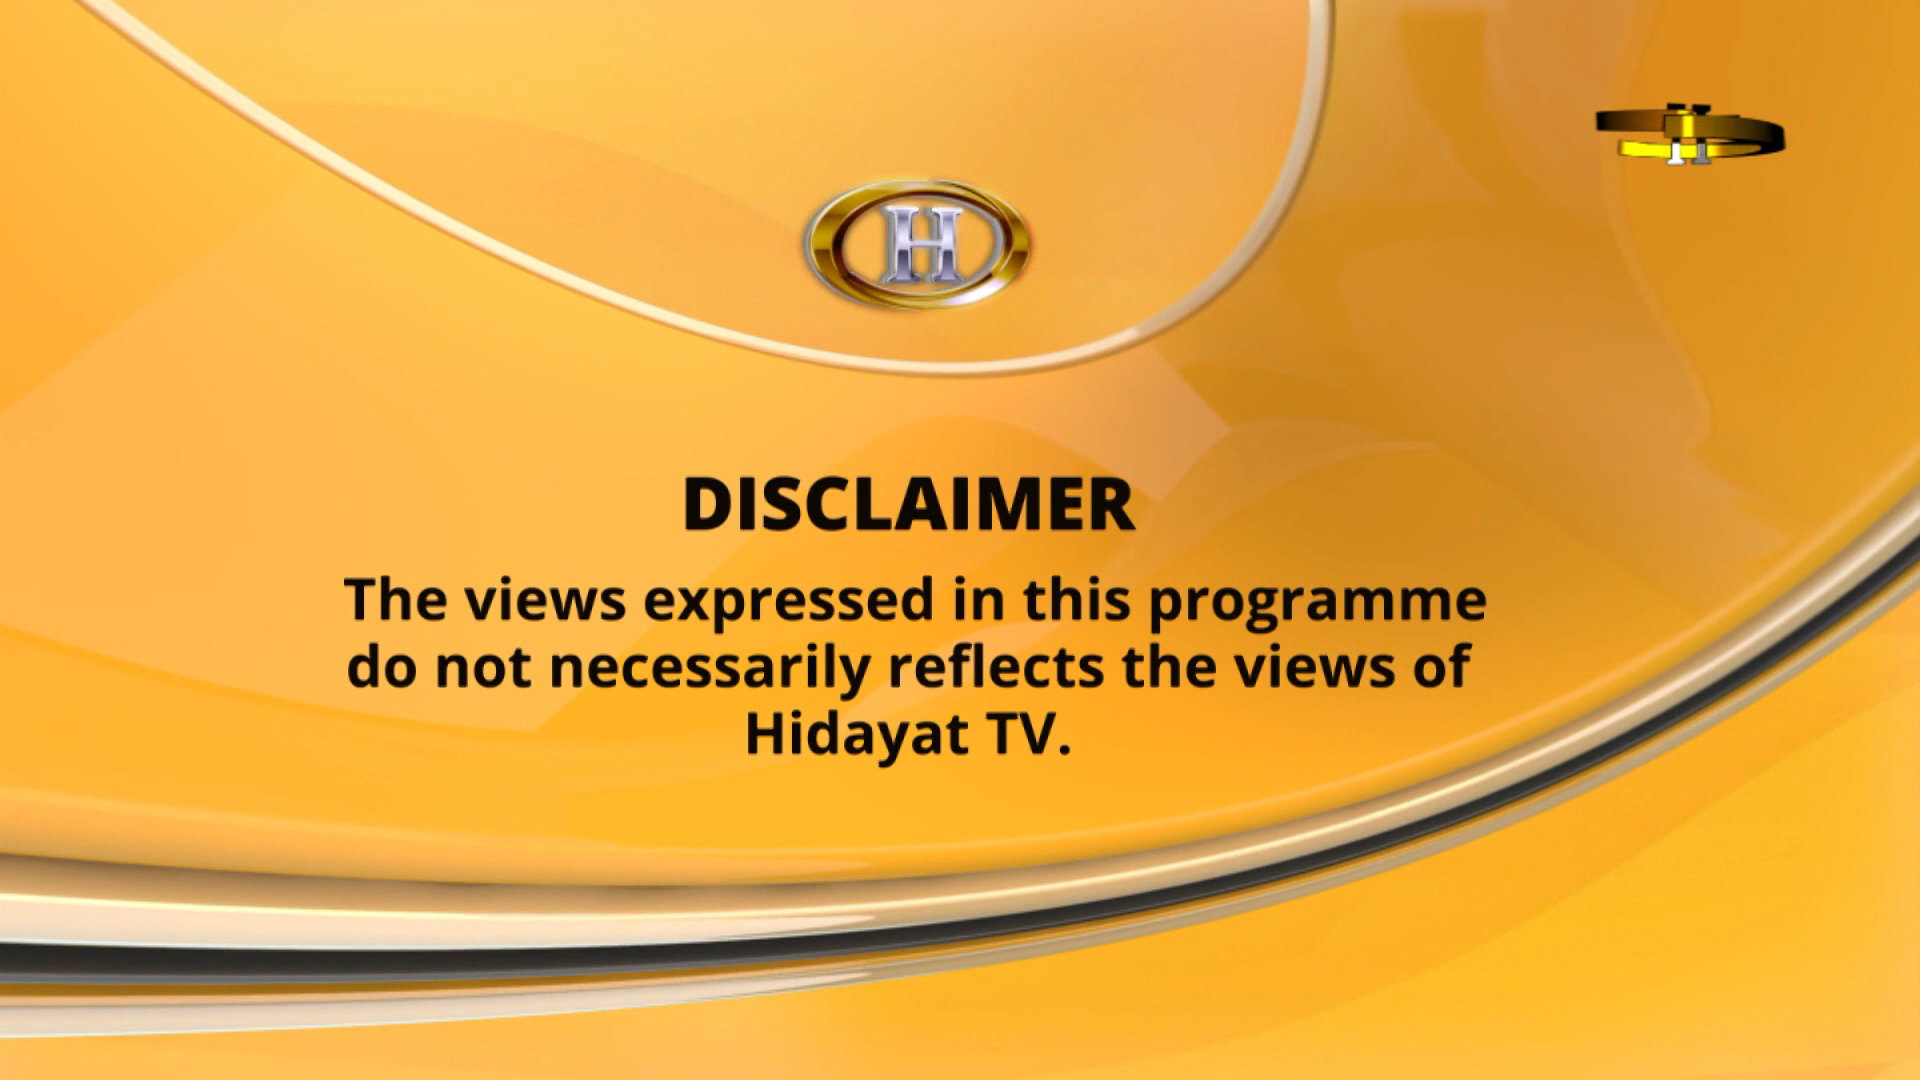 H
DISCLAIMER
The views expressed in this programme
do not necessarily reflects the views of
Hidayat TV.